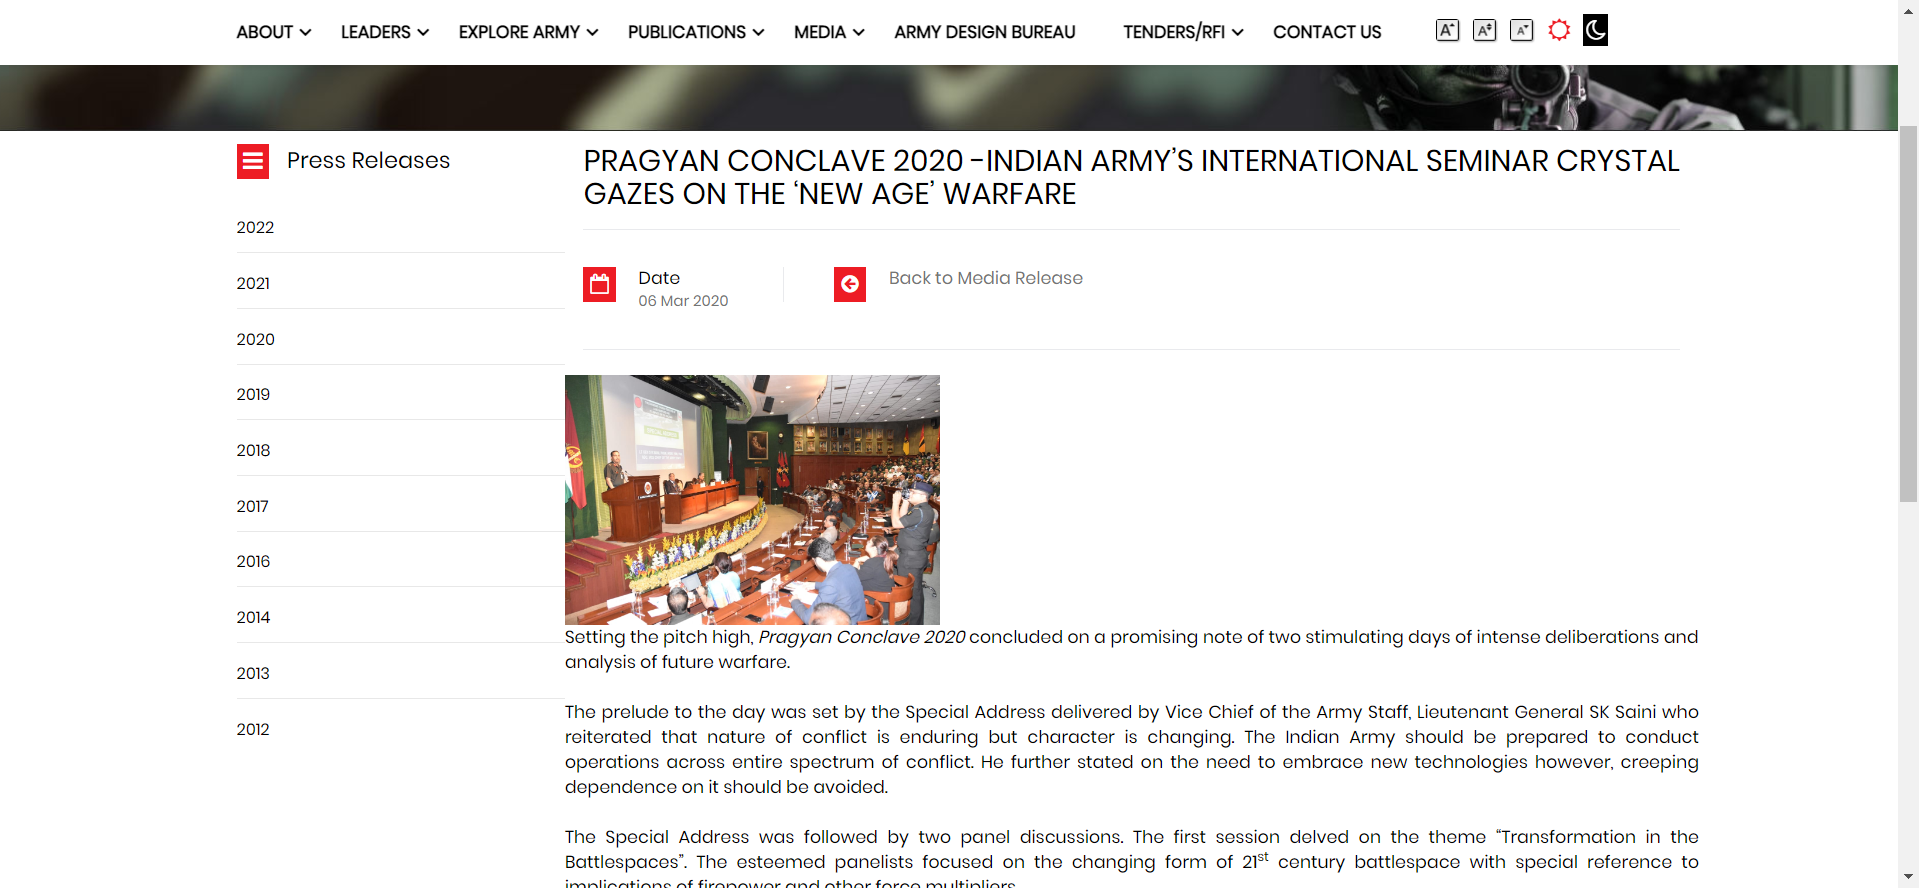 ABOUT LEADERS EXPLORE ARMY PUBLICATIONS MEDIA ARMY DESIGN BUREAU TENDERS/RFI CONTACT US A A A
Press Releases
2022
2021
2020
2019
2018
2017
2016
2014
2013
2012
PRAGYAN CONCLAVE 2020 -INDIAN ARMY’S INTERNATIONAL SEMINAR CRYSTAL
GAZES ON THE ‘NEW AGE’ WARFARE
Date
06 Mar 2020
Back to Media Release
Setting the pitch high, Pragyan Conclave 2020 concluded on a promising note of two stimulating days of intense deliberations and
analysis of future warfare.
The prelude to the day was set by the Special Address delivered by Vice Chief of the Army Staff, Lieutenant General SK Saini who
reiterated that nature of conflict is enduring but character is changing. The Indian Army should be prepared to conduct
operations across entire spectrum of conflict. He further stated on the need to embrace new technologies however, creeping
dependence on it should be avoided.
The Special Address was followed by two panel discussions. The first session delved on the theme “Transformation in the
Battlespaces”. The esteemed panelists focused on the changing form of 21st century battlespace with special reference to
implications of firepower and other force multipliers.